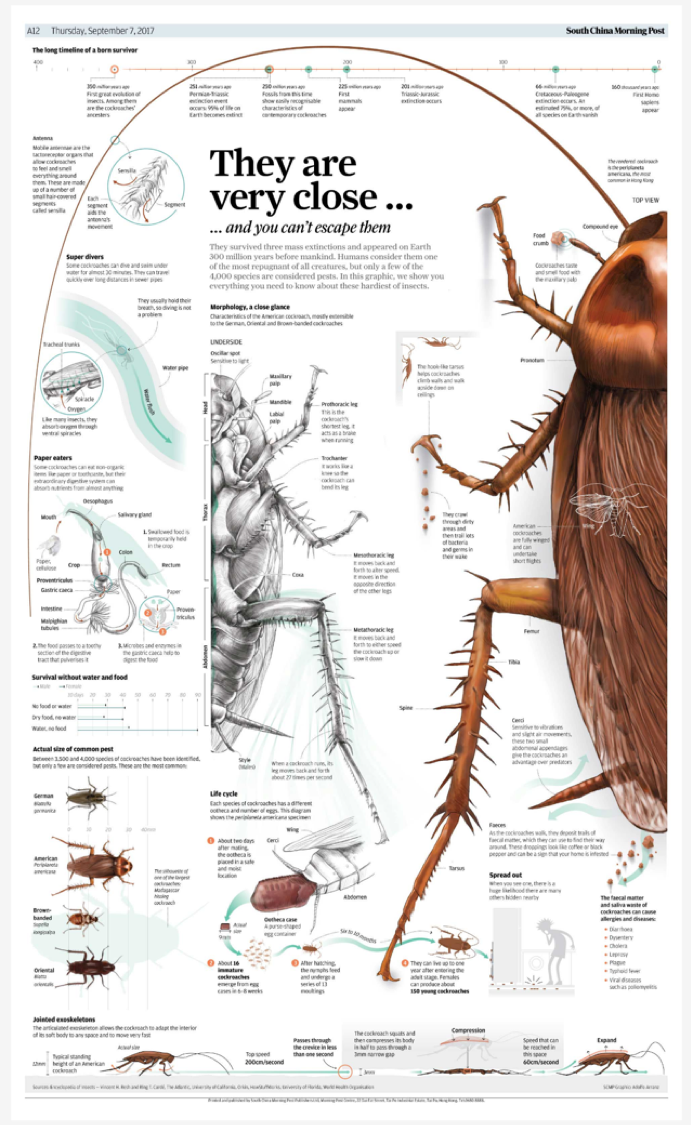 A12 Thursday, September 7, 2017
South China Morning Post
The long timeline of a born survivor
400
300
200
100
0
350 million years ago
First great evolution of
insects. Among them
are the cockroaches'
ancestors
251 million years ago
Permian-Triassic
extinction event
occurs: 95% of life on
Earth becomes extinct
250 million years ago
Fossils from this time
show easily recognisable
characteristics of
contemporary cockroaches
225 million years ago
First
mammals
appear
201 million years ago
Triassic-Jurassic
extinction occurs
66 million years ago
Cretaceous-Paleogene
extinction occurs. An
estimated 75%, or more, of
all species on Earth vanish
160 thousand years ago
First Homo
sapiens
appear
Antenna
Mobile antennae are the
tactoreceptor organs that
allow cockroaches
to feel and smell
everything around
them. These are made
up of a number of
small hair-covered
segments
called sensilla
Sensilla
Segment
Each
segment
aids the
antenna's
movement
They are
very close ...
... and you can't escape them
They survived three mass extinctions and appeared on Earth
300 million years before mankind. Humans consider them one
of the most repugnant of all creatures, but only a few of the
4,000 species are considered pests. In this graphic, we show you
everything you need to know about these hardiest of insects.
The rendered cockroach
is the periplaneta
americana, the most
common in Hong Kong
TOP VIEW
Compound eye
Food
crumb
Cockroaches taste
and smell food with
the maxillary palp
Pronotum
Super divers
Some cockroaches can dive and swim under
water for almost 30 minutes. They can travel
quickly over long distances in sewer pipes
They usually hold their
breath, so diving is not
a problem
Tracheal trunks
Water pipe
Water flush
Spiracle
Oxygen
Like many insects, they
absorb oxygen through
ventral spiracles
Morphology, a close glance
Characteristics of the American cockroach, mostly extensible
to the German, Oriental and Brown-banded cockroaches
UNDERSIDE
Ocellar spot
Sensitive to light
Head
Thorax
Abdomen
Maxillary
palp
Mandible
Labial
palp
Prothoracic leg
This is the
cockroach's
shortest leg, it
acts as a brake
when running
Trochanter
It works like a
knee so the
cockroach can
bend its leg
Coxa
Mesothoracic leg
It moves back and
forth to alter speed.
It moves in the
opposite direction
of the other legs
Metathoracic leg
It moves back and
forth to either speed
the cockroach up or
slow it down
Style
(Males)
When a cockroach runs, its
leg moves back and forth
about 27 times per second
The hook-like tarsus
helps cockroaches
climb walls and walk
upside down on
ceilings
They crawl
through dirty
areas and
then trail lots
of bacteria
and germs in
their wake
American
cockroaches
are fully winged
and can
undertake
short flights
Wing
Femur
Tibia
Spine
Tarsus
Cerci
Sensitive to vibrations
and slight air movements,
these two small
abdominal appendages
give the cockroaches an
advantage over predators
Paper eaters
Some cockroaches can eat non-organic
items like paper or toothpaste, but their
extraordinary digestive system can
absorb nutrients from almost anything
Oesophagus
Mouth
Salivary gland
1. Swallowed food is
temporarily held
in the crop
Paper,
cellulose
Crop
Colon
Rectum
Proventriculus
Gastric caeca
Paper
Intestine
Malpighian
tubules
Proven-
triculus
2. The food passes to a toothy
section of the digestive
tract that pulverises it
3. Microbes and enzymes in
the gastric caeca help to
digest the food
Survival without water and food
Male
Female
10 days 20 30 40 50 60 70 80 90
No food or water
Dry food, no water
Water, no food
Actual size of common pest
Between 3,500 and 4,000 species of cockroaches have been identified,
but only a few are considered pests. These are the most common:
German
Blattella
germanica
0 10 20 30 40mm
American
Periplaneta
americana
The silhouette of
one of the largest
cockroaches:
Madagascar
hissing
cockroach
Brown-
banded
Supella
longipalpa
Oriental
Blatta
orientalis
Life cycle
Each species of cockroaches has a different
ootheca and number of eggs. This diagram
shows the periplaneta americana specimen
Wing
Cerci
1 About two days
after mating,
the ootheca is
placed in a safe
and moist
location
Abdomen
Ootheca case
A purse-shaped
egg container
Actual
size
Six to 20 months
2 About 16
immature
cockroaches
emerge from egg
cases in 6-8 weeks
3 After hatching,
the nymphs feed
and undergo a
series of 13
moultings
4 They can live up to one
year after entering the
adult stage. Females
can produce about
150 young cockroaches
Faeces
As the cockroaches walk, they deposit trails of
faecal matter, which they can use to find their way
around. These droppings look like coffee or black
pepper and can be a sign that your home is infested
Spread out
When you see one, there is a
huge likelihood there are many
others hidden nearby
The faecal matter
and saliva waste of
cockroaches can cause
allergies and diseases:
Diarrhoea
Dysentery
Cholera
Leprosy
Plague
Typhoid fever
Viral diseases
such as poliomyelitis
Jointed exoskeletons
The articulated exoskeleton allows the cockroach to adapt the interior
of its soft body to any space and to move very fast
Actual size
12mm
Typical standing
height of an American
cockroach
Top speed
200cm/second
Passes through
the crevice in less
than one second
The cockroach squats and
then compresses its body
in half to pass through a
3mm narrow gap
3mm
Compression
Speed that can
be reached in
this space
60cm/second
Expand
SCMP Graphic: Adolfo Arranz